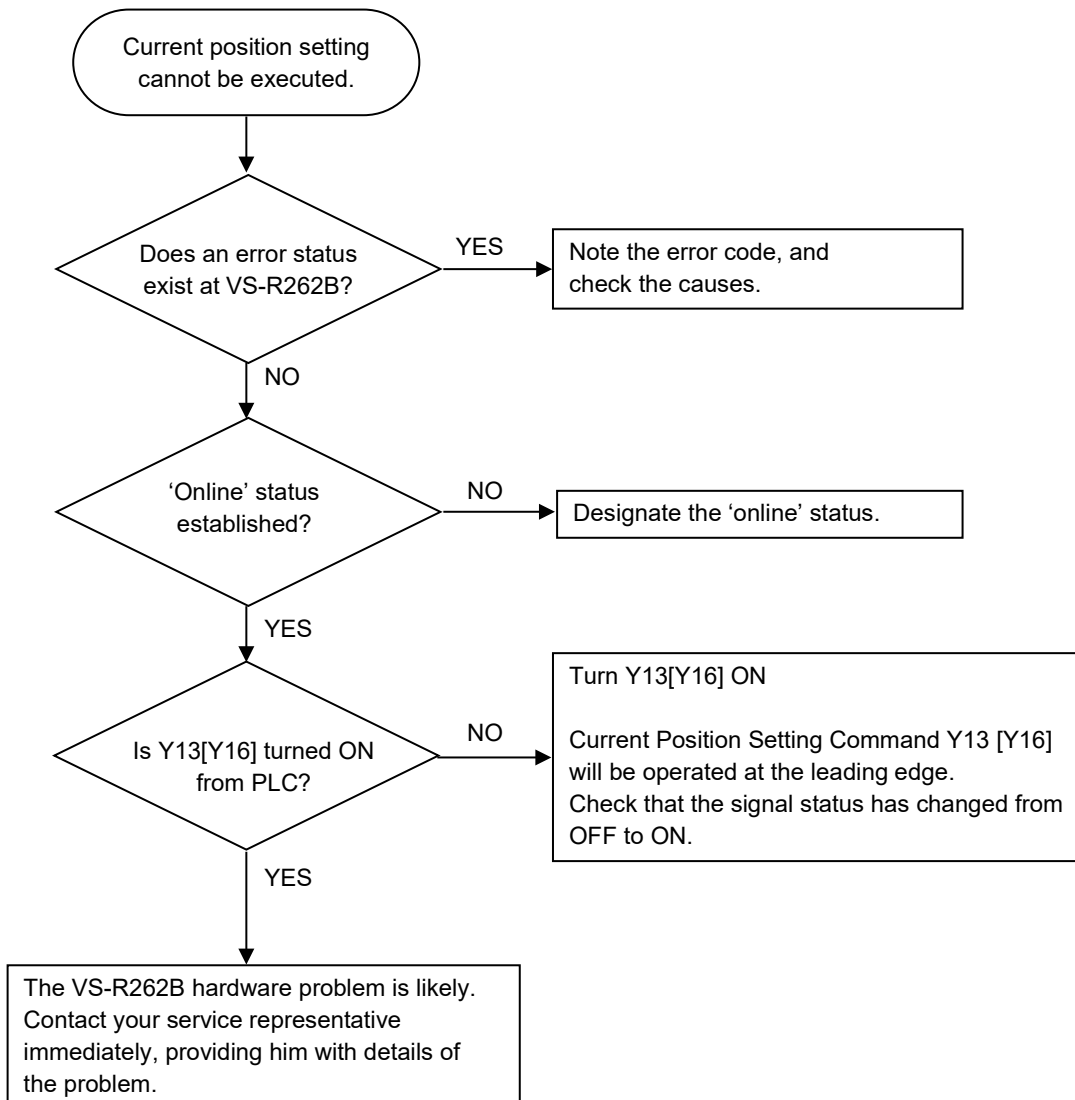 Current position setting
cannot be executed.
Does an error status
exist at VS-R262B?
YES
Note the error code, and
check the causes.
NO
‘Online’ status
established?
NO
Designate the ‘online’ status.
YES
Is Y13[Y16] turned ON
from PLC?
NO
Turn Y13[Y16] ON
Current Position Setting Command Y13 [Y16]
will be operated at the leading edge.
Check that the signal status has changed from
OFF to ON.
YES
The VS-R262B hardware problem is likely.
Contact your service representative
immediately, providing him with details of
the problem.